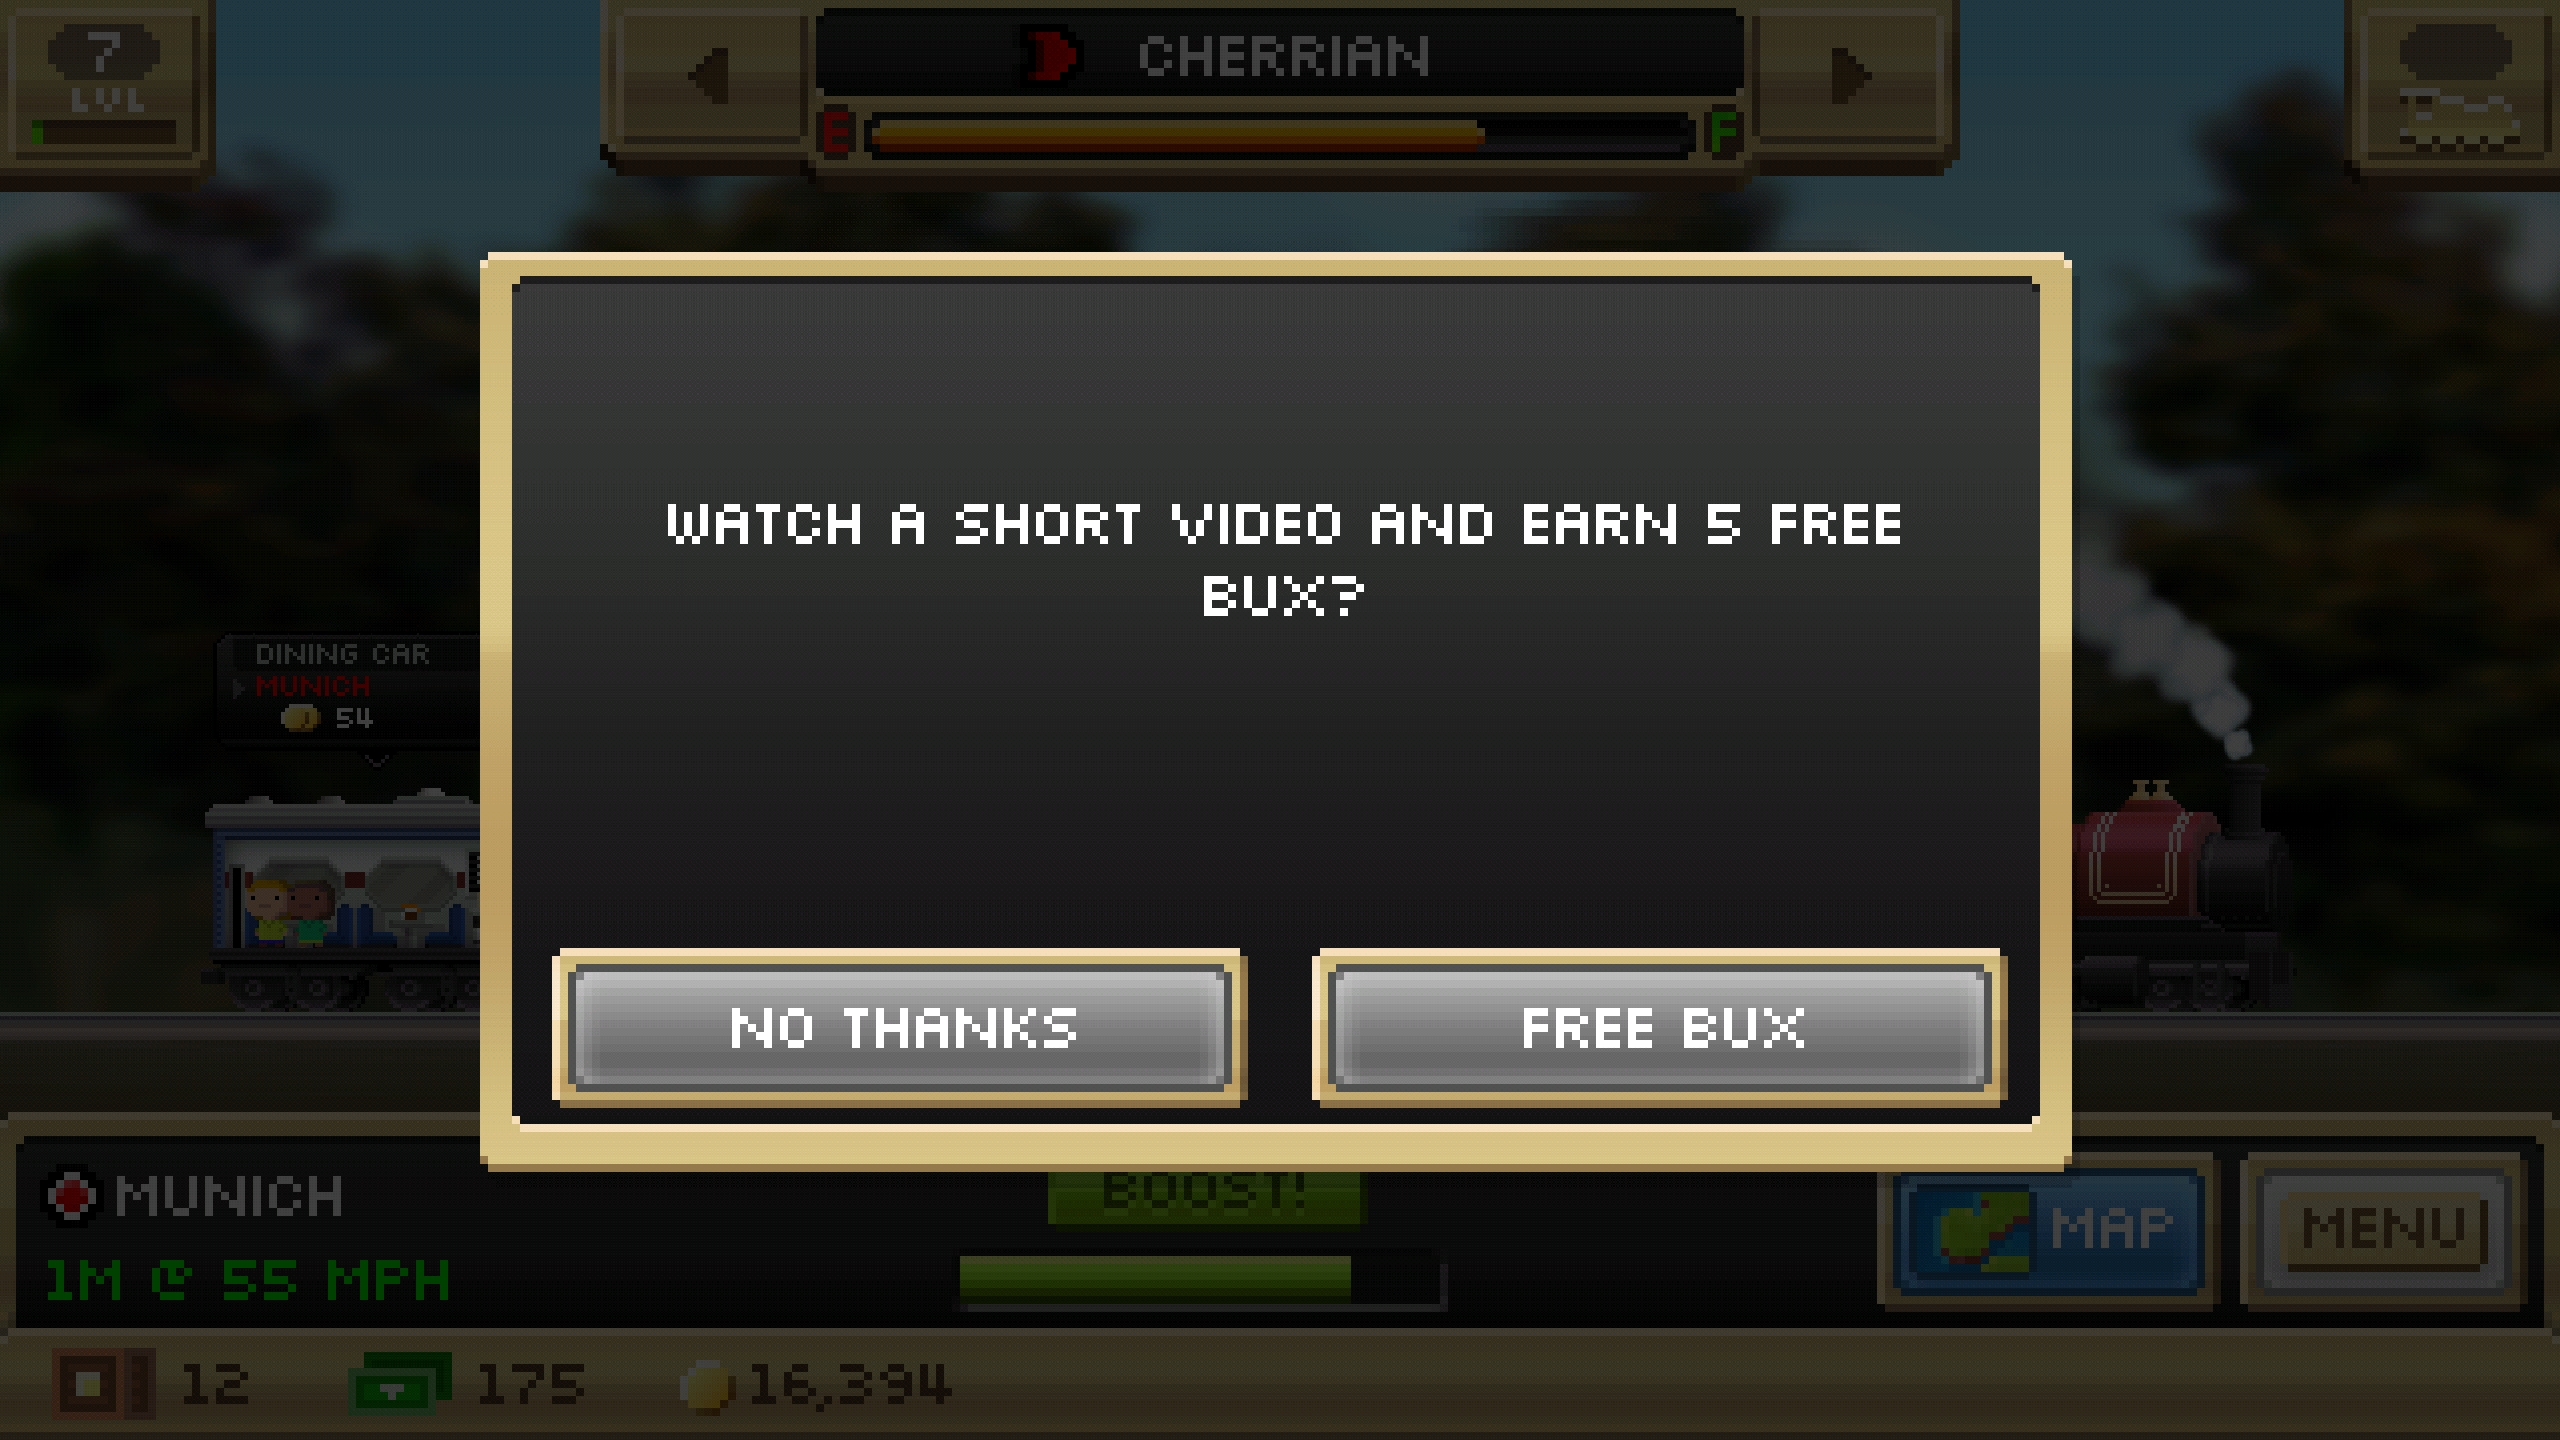 7
LVL
CHERRIAN
E F
WATCH A SHORT VIDEO AND EARN 5 FREE
BUX?
DINING CAR
MUNICH
54
NO THANKS
FREE BUX
MUNICH
1M @ 55 MPH
BOOST!
MAP
MENU
12
175
16,394